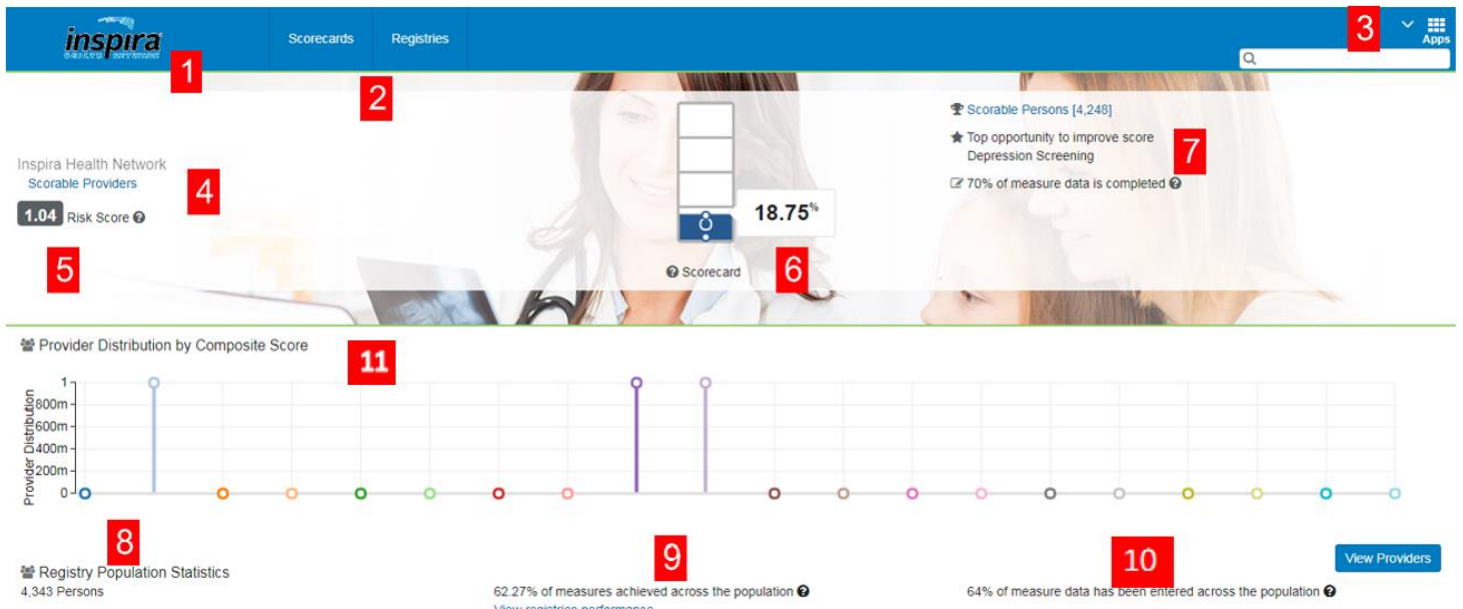 inspira
Scorecards
Registries
3
Apps
1
2
Scorable Persons [4,248]
Top opportunity to improve score
Depression Screening
7
70% of measure data is completed
Inspira Health Network
Scorable Providers
4
1.04 Risk Score
5
18.75%
6
Scorecard
Provider Distribution by Composite Score
11
Provider Distribution
1
800m
600m
400m
200m
0
8
9
10
View Providers
Registry Population Statistics
4,343 Persons
62.27% of measures achieved across the population
View registries performance
64% of measure data has been entered across the population